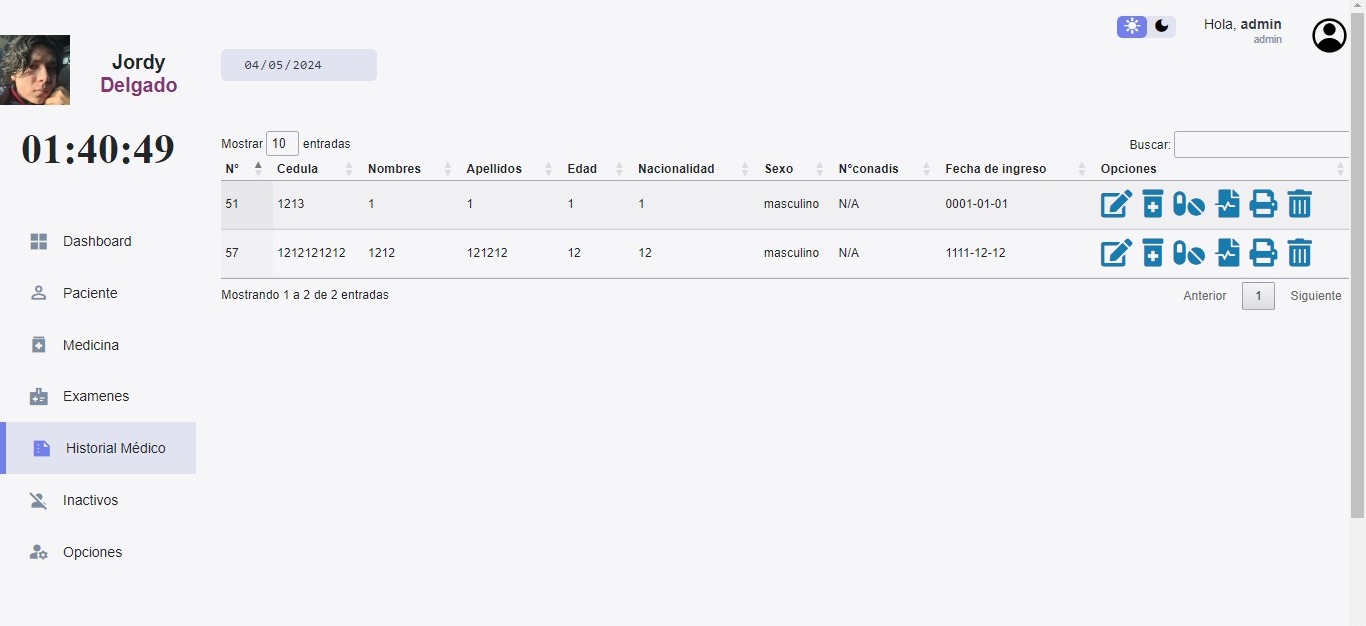 Hola, admin
admin
Jordy
Delgado
04/05/2024
01:40:49
Mostrar 10 entradas
Buscar:
N° Cedula Nombres Apellidos Edad Nacionalidad Sexo N°conadis Fecha de ingreso Opciones
51 1213 1 1 1 1 masculino N/A 0001-01-01
57 1212121212 1212 121212 12 12 masculino N/A 1111-12-12
Mostrando 1 a 2 de 2 entradas
Anterior 1 Siguiente
Dashboard
Paciente
Medicina
Examenes
Historial Médico
Inactivos
Opciones